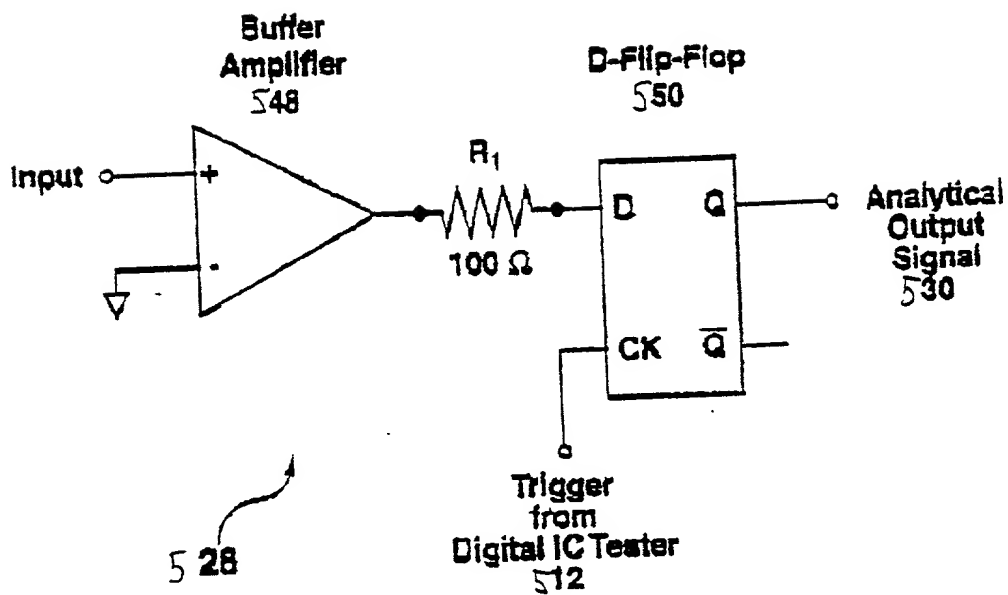 Buffer
Amplifier
548
D-Flip-Flop
550
R1
Input
+
-
100 Ω
D
Q
CK
Q̅
Analytical
Output
Signal
530
Trigger
from
Digital IC Tester
512
528